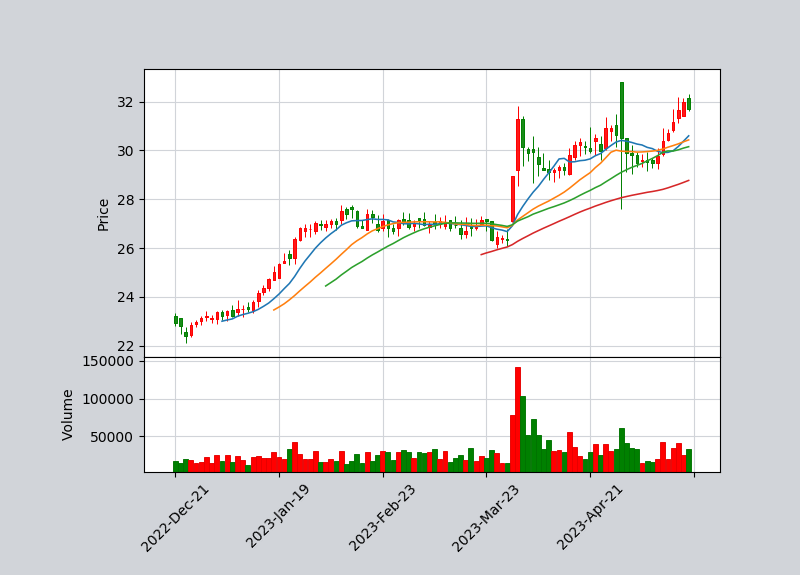 32
30
28
26
24
22
Price
150000
100000
50000
Volume
2022-Dec-21
2023-Jan-19
2023-Feb-23
2023-Mar-23
2023-Apr-21